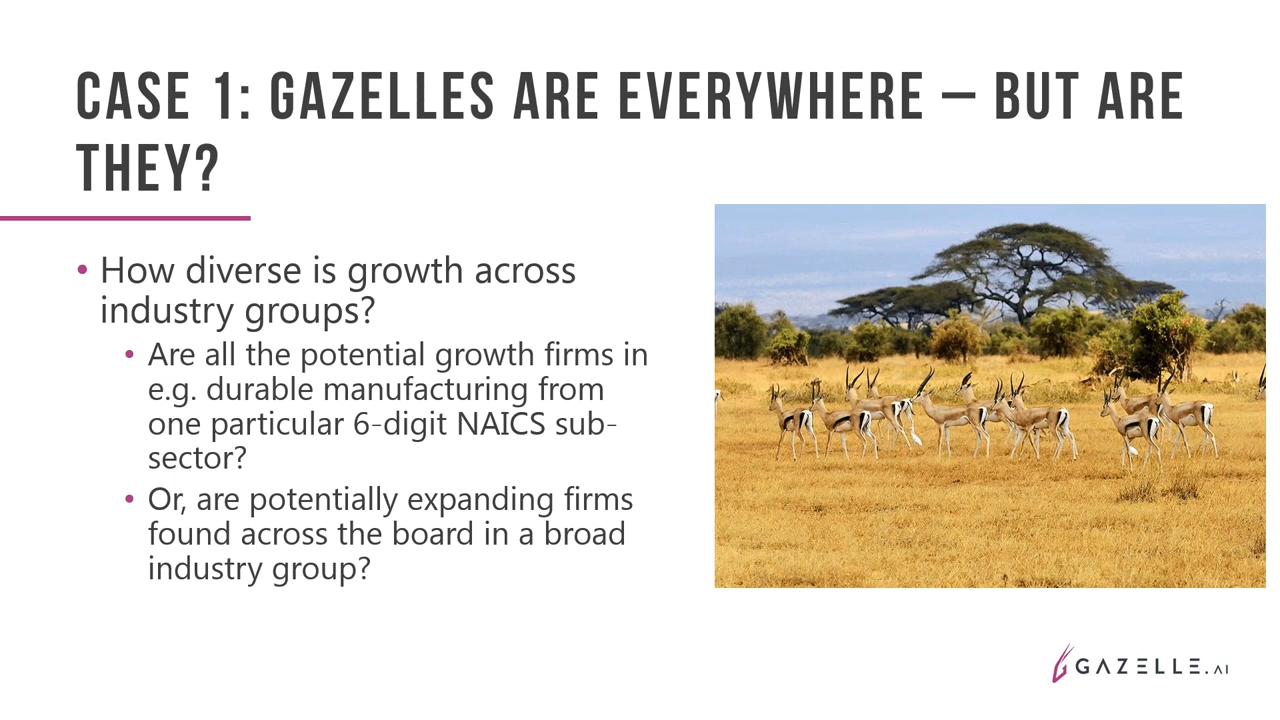 CASE 1: GAZELLES ARE EVERYWHERE – BUT ARE
THEY?
• How diverse is growth across
industry groups?
• Are all the potential growth firms in
e.g. durable manufacturing from
one particular 6-digit NAICS sub-
sector?
• Or, are potentially expanding firms
found across the board in a broad
industry group?
GAZELLE.AI